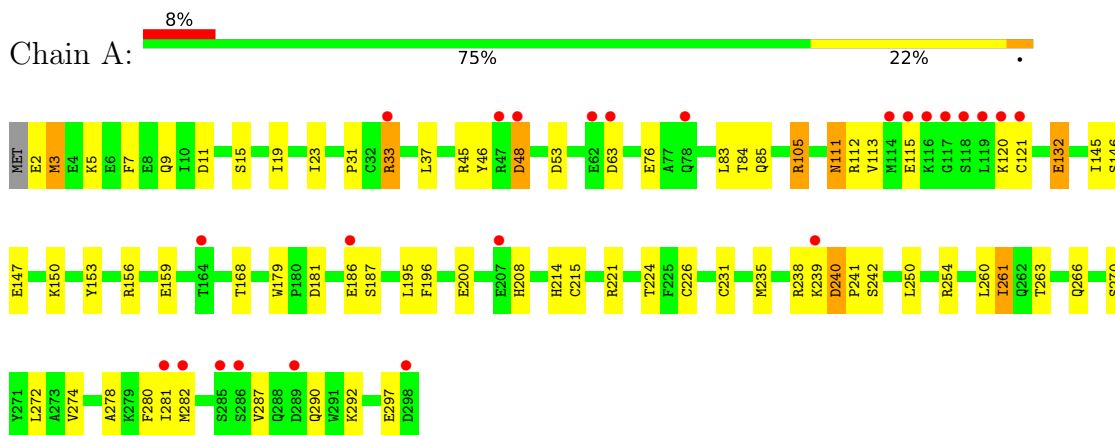 8%
Chain A:
75% 22% •
MET E2 M3 E4 K5 E6 F7 E8 Q9 I10 D11 S15 I19 I23 P31 C32 R33 L37 R45 Y46 R47 D48 D53 E62 D63 E76 A77 Q78 L83 T84 Q85 R105 N111 R112 V113 M114 E115 K116 G117 S118 L119 K120 C121 E132 I145 S146
E147 K150 Y153 R156 E159 T164 T168 W179 P180 D181 E186 S187 L195 F196 E200 E207 H208 H214 C215 R221 T224 F225 C226 C231 M235 R238 K239 D240 P241 S242 L250 R254 L260 I261 Q262 T263 Q266 S270
Y271 L272 A273 V274 A278 K279 F280 I281 M282 S285 S286 V287 Q288 D289 Q290 W291 K292 E297 D298